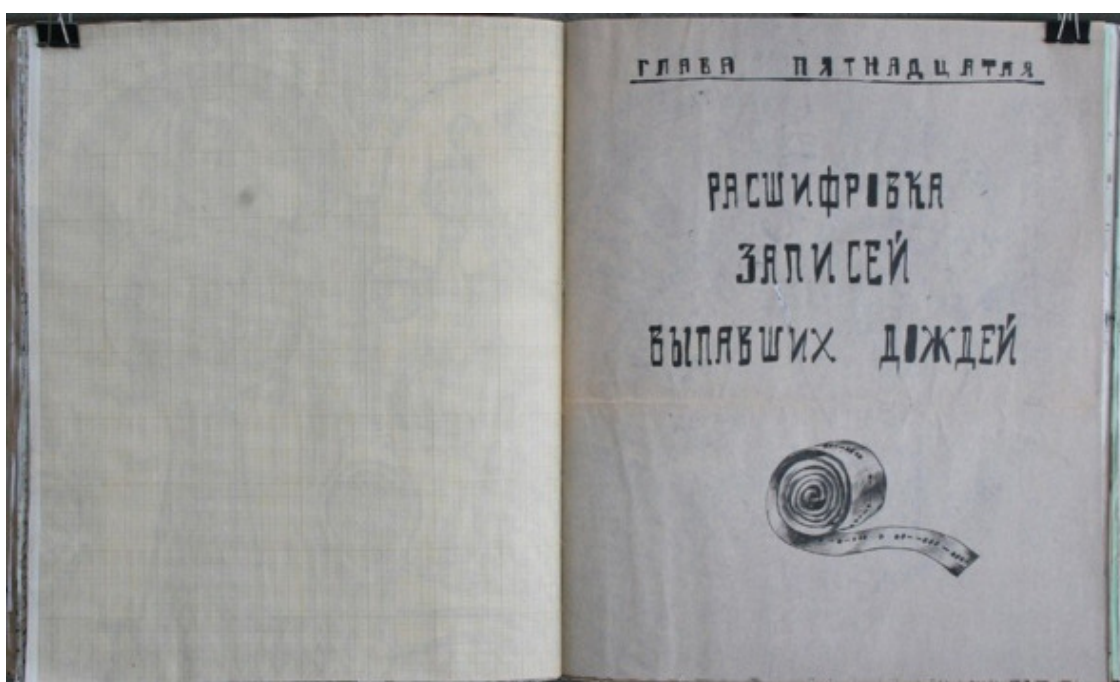 ГЛАВА ПЯТНАДЦАТАЯ
РАСШИФРОВКА
ЗАПИСЕЙ
ВЫПАВШИХ ДОЖДЕЙ